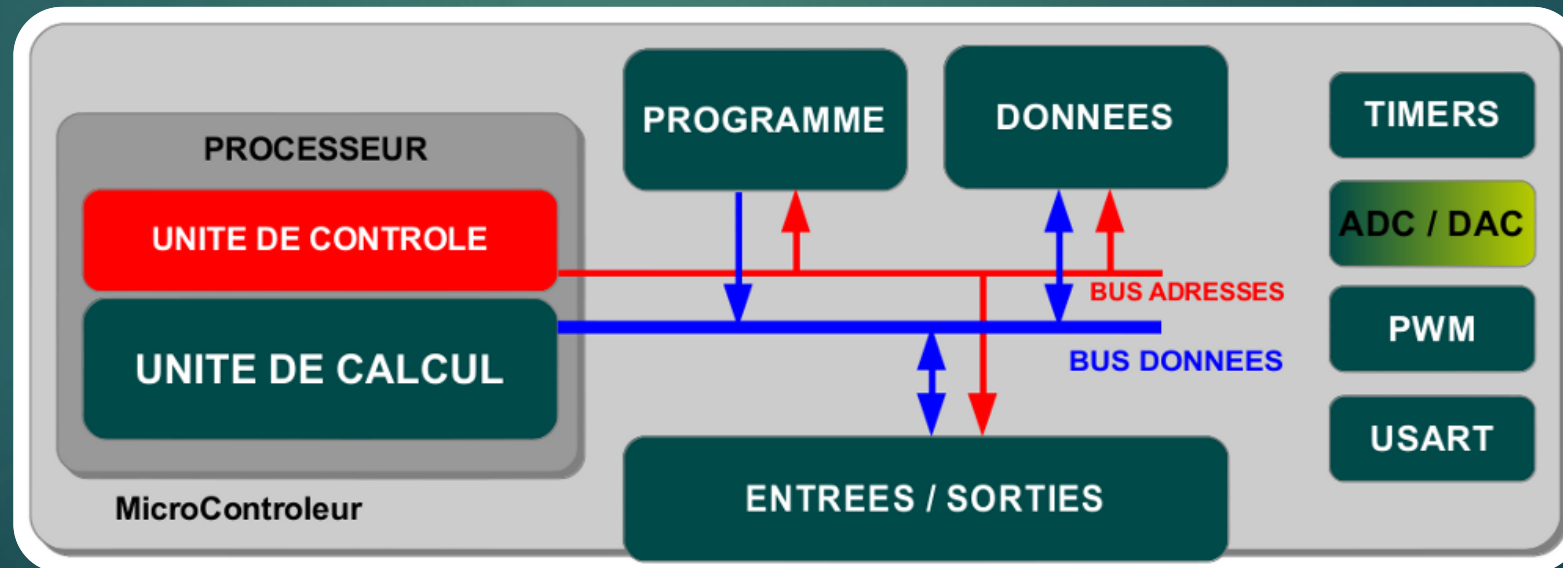 PROCESSEUR
UNITE DE CONTROLE
UNITE DE CALCUL
MicroControleur
PROGRAMME
DONNEES
BUS ADRESSES
BUS DONNEES
ENTREES / SORTIES
TIMERS
ADC / DAC
PWM
USART